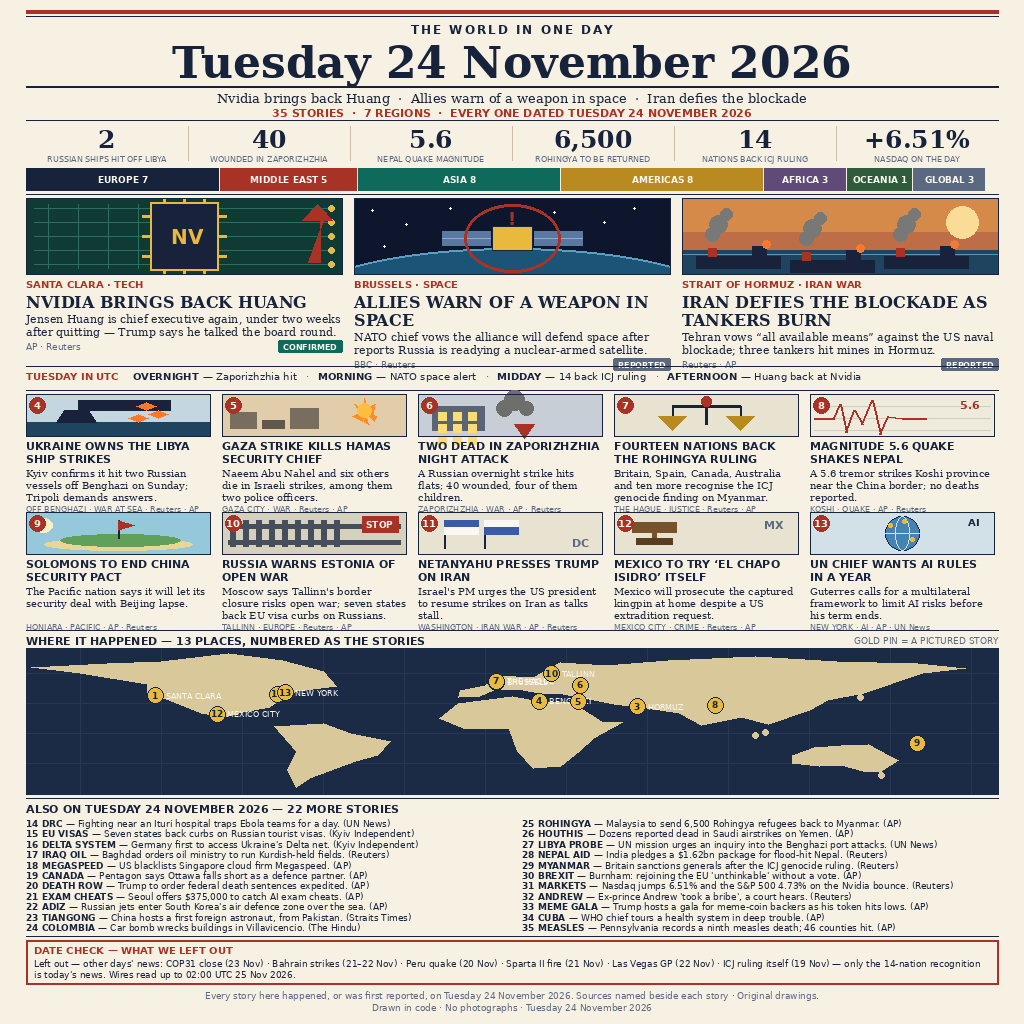 THE WORLD IN ONE DAY
Tuesday 24 November 2026
Nvidia brings back Huang · Allies warn of a weapon in space · Iran defies the blockade
35 STORIES · 7 REGIONS · EVERY ONE DATED TUESDAY 24 NOVEMBER 2026
2
RUSSIAN SHIPS HIT OFF LIBYA
40
WOUNDED IN ZAPORIZHZHIA
5.6
NEPAL QUAKE MAGNITUDE
6,500
ROHINGYA TO BE RETURNED
14
NATIONS BACK ICJ RULING
+6.51%
NASDAQ ON THE DAY
EUROPE 7
MIDDLE EAST 5
ASIA 8
AMERICAS 8
AFRICA 3
OCEANIA 1
GLOBAL 3
NV
SANTA CLARA · TECH
NVIDIA BRINGS BACK HUANG
Jensen Huang is chief executive again, under two weeks
after quitting — Trump says he talked the board round.
AP · Reuters
CONFIRMED
!
BRUSSELS · SPACE
ALLIES WARN OF A WEAPON IN
SPACE
NATO chief vows the alliance will defend space after
reports Russia is readying a nuclear-armed satellite.
BBC · Reuters
REPORTED
STRAIT OF HORMUZ · IRAN WAR
IRAN DEFIES THE BLOCKADE AS
TANKERS BURN
Tehran vows “all available means” against the US naval
blockade; three tankers hit mines in Hormuz.
Reuters · AP
REPORTED
TUESDAY IN UTC OVERNIGHT — Zaporizhzhia hit · MORNING — NATO space alert · MIDDAY — 14 back ICJ ruling · AFTERNOON — Huang back at Nvidia
4
UKRAINE OWNS THE LIBYA
SHIP STRIKES
Kyiv confirms it hit two Russian
vessels off Benghazi on Sunday;
Tripoli demands answers.
OFF BENGHAZI · WAR AT SEA · Reuters · AP
5
GAZA STRIKE KILLS HAMAS
SECURITY CHIEF
Naeem Abu Nahel and six others
die in Israeli strikes, among them
two police officers.
GAZA CITY · WAR · Reuters · AP
6
TWO DEAD IN ZAPORIZHZHIA
NIGHT ATTACK
A Russian overnight strike hits
flats; 40 wounded, four of them
children.
ZAPORIZHZHIA · WAR · Reuters · AP
7
FOURTEEN NATIONS BACK
THE ROHINGYA RULING
Britain, Spain, Canada, Australia
and ten more recognise the ICJ
genocide finding on Myanmar.
THE HAGUE · JUSTICE · Reuters · AP
8
5.6
MAGNITUDE 5.6 QUAKE
SHAKES NEPAL
A 5.6 tremor strikes Koshi province
near the China border; no deaths
reported.
KOSHI · QUAKE · AP · Reuters
9
SOLOMONS TO END CHINA
SECURITY PACT
The Pacific nation says it will let its
security deal with Beijing lapse.
HONIARA · PACIFIC · AP · Reuters
10
STOP
RUSSIA WARNS ESTONIA OF
OPEN WAR
Moscow says Tallinn's border
closure risks open war; seven states
back EU visa curbs on Russians.
TALLINN · EUROPE · Reuters · AP
11
DC
NETANYAHU PRESSES TRUMP
ON IRAN
Israel's PM urges the US president
to resume strikes on Iran as talks
stall.
WASHINGTON · IRAN WAR · AP · Reuters
12
MX
MEXICO TO TRY ‘EL CHAPO
ISIDRO’ ITSELF
Mexico will prosecute the captured
kingpin at home despite a US
extradition request.
MEXICO CITY · CRIME · Reuters · AP
13
AI
UN CHIEF WANTS AI RULES
IN A YEAR
Guterres calls for a multilateral
framework to limit AI risks before
his term ends.
NEW YORK · AI · AP · UN News
WHERE IT HAPPENED — 13 PLACES, NUMBERED AS THE STORIES
GOLD PIN = A PICTURED STORY
1 SANTA CLARA
13 NEW YORK
12 MEXICO CITY
7
10 TALLINN
6
4
5
3 HORMUZ
8
9
ALSO ON TUESDAY 24 NOVEMBER 2026 — 22 MORE STORIES
14 DRC — Fighting near an Ituri hospital traps Ebola teams for a day. (UN News)
15 EU VISAS — Seven states back curbs on Russian tourist visas. (Kyiv Independent)
16 DELTA SYSTEM — Germany first to access Ukraine's Delta net. (Kyiv Independent)
17 IRAQ OIL — Baghdad orders oil ministry to run Kurdish-held fields. (Reuters)
18 MEGASPEED — US blacklists Singapore cloud firm Megaspeed. (AP)
19 CANADA — Pentagon says Ottawa falls short as a defence partner. (AP)
20 DEATH ROW — Trump to order federal death sentences expedited. (AP)
21 EXAM CHEATS — Seoul offers $375,000 to catch AI exam cheats. (AP)
22 ADIZ — Russian jets enter South Korea's air defence zone over the sea. (AP)
23 TIANGONG — China hosts a first foreign astronaut, from Pakistan. (Straits Times)
24 COLOMBIA — Car bomb wrecks buildings in Villavicencio. (The Hindu)
25 ROHINGYA — Malaysia to send 6,500 Rohingya refugees back to Myanmar. (AP)
26 HOUTHIS — Dozens reported dead in Saudi airstrikes on Yemen. (AP)
27 LIBYA PROBE — UN mission urges an inquiry into the Benghazi port attacks. (UN News)
28 NEPAL AID — India pledges a $1.62bn package for flood-hit Nepal. (Reuters)
29 MYANMAR — Britain sanctions generals after the ICJ genocide ruling. (Reuters)
30 BREXIT — Burnham: rejoining the EU 'unthinkable' without a vote. (AP)
31 MARKETS — Nasdaq jumps 6.51% and the S&P 500 4.73% on the Nvidia bounce. (Reuters)
32 ANDREW — Ex-prince Andrew 'took a bribe', a court hears. (Reuters)
33 MEME GALA — Trump hosts a gala for meme-coin backers as his token hits lows. (AP)
34 CUBA — WHO chief tours a health system in deep trouble. (AP)
35 MEASLES — Pennsylvania records a ninth measles death; 46 counties hit. (AP)
DATE CHECK — WHAT WE LEFT OUT
Left out — other days' news: COP31 close (23 Nov) · Bahrain strikes (21–22 Nov) · Peru quake (20 Nov) · Sparta II fire (21 Nov) · Las Vegas GP (22 Nov) · ICJ ruling itself (19 Nov) — only the 14-nation recognition
is today's news. Wires read up to 02:00 UTC 25 Nov 2026.
Every story here happened, or was first reported, on Tuesday 24 November 2026. Sources named beside each story · Original drawings.
Drawn in code · No photographs · Tuesday 24 November 2026